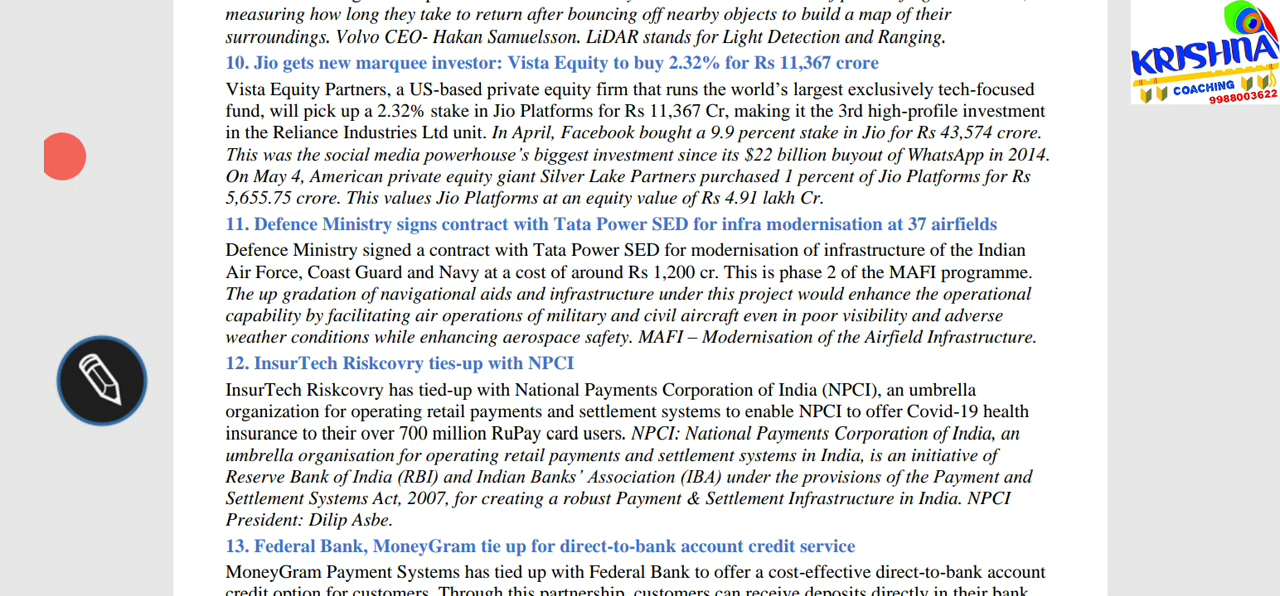 measuring how long they take to return after bouncing off nearby objects to build a map of their
surroundings. Volvo CEO- Hakan Samuelsson. LiDAR stands for Light Detection and Ranging.
10. Jio gets new marquee investor: Vista Equity to buy 2.32% for Rs 11,367 crore
Vista Equity Partners, a US-based private equity firm that runs the world’s largest exclusively tech-focused
fund, will pick up a 2.32% stake in Jio Platforms for Rs 11,367 Cr, making it the 3rd high-profile investment
in the Reliance Industries Ltd unit. In April, Facebook bought a 9.9 percent stake in Jio for Rs 43,574 crore.
This was the social media powerhouse’s biggest investment since its $22 billion buyout of WhatsApp in 2014.
On May 4, American private equity giant Silver Lake Partners purchased 1 percent of Jio Platforms for Rs
5,655.75 crore. This values Jio Platforms at an equity value of Rs 4.91 lakh Cr.
11. Defence Ministry signs contract with Tata Power SED for infra modernisation at 37 airfields
Defence Ministry signed a contract with Tata Power SED for modernisation of infrastructure of the Indian
Air Force, Coast Guard and Navy at a cost of around Rs 1,200 cr. This is phase 2 of the MAFI programme.
The up gradation of navigational aids and infrastructure under this project would enhance the operational
capability by facilitating air operations of military and civil aircraft even in poor visibility and adverse
weather conditions while enhancing aerospace safety. MAFI – Modernisation of the Airfield Infrastructure.
12. InsurTech Riskcovry ties-up with NPCI
InsurTech Riskcovry has tied-up with National Payments Corporation of India (NPCI), an umbrella
organization for operating retail payments and settlement systems to enable NPCI to offer Covid-19 health
insurance to their over 700 million RuPay card users. NPCI: National Payments Corporation of India, an
umbrella organisation for operating retail payments and settlement systems in India, is an initiative of
Reserve Bank of India (RBI) and Indian Banks’ Association (IBA) under the provisions of the Payment and
Settlement Systems Act, 2007, for creating a robust Payment & Settlement Infrastructure in India. NPCI
President: Dilip Asbe.
13. Federal Bank, MoneyGram tie up for direct-to-bank account credit service
MoneyGram Payment Systems has tied up with Federal Bank to offer a cost-effective direct-to-bank account
credit option for customers. Through this partnership, customers can receive deposits directly in their bank
KRISHNA
COACHING
9988003622